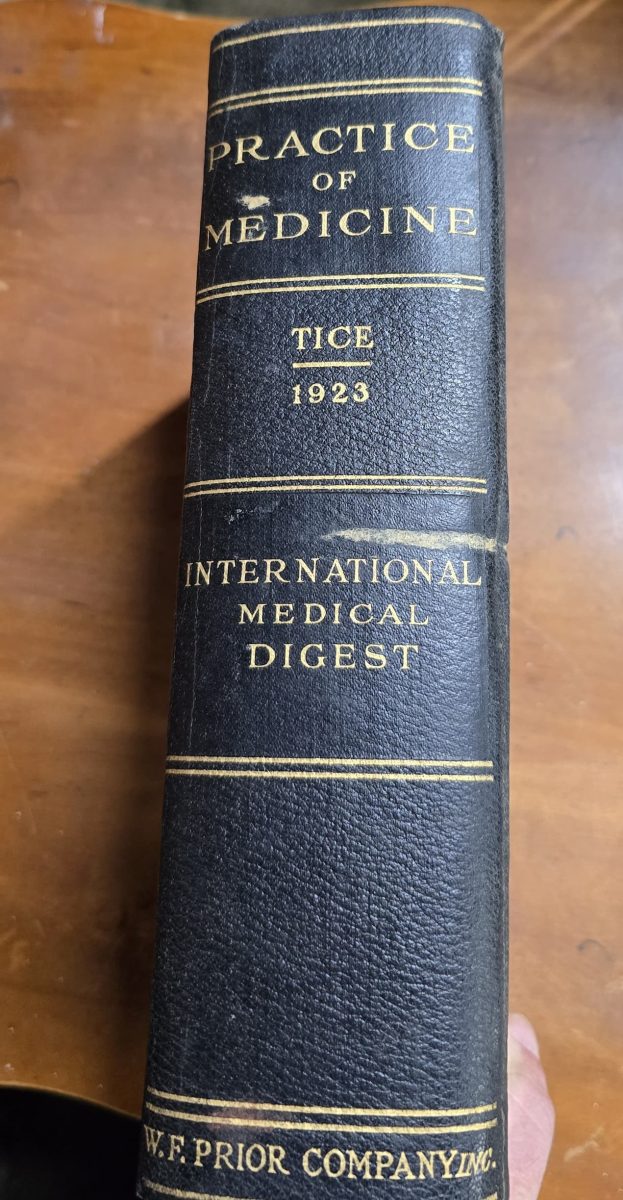 PRACTICE
OF
MEDICINE
TICE
1923
INTERNATIONAL
MEDICAL
DIGEST
W. F. PRIOR COMPANY INC.